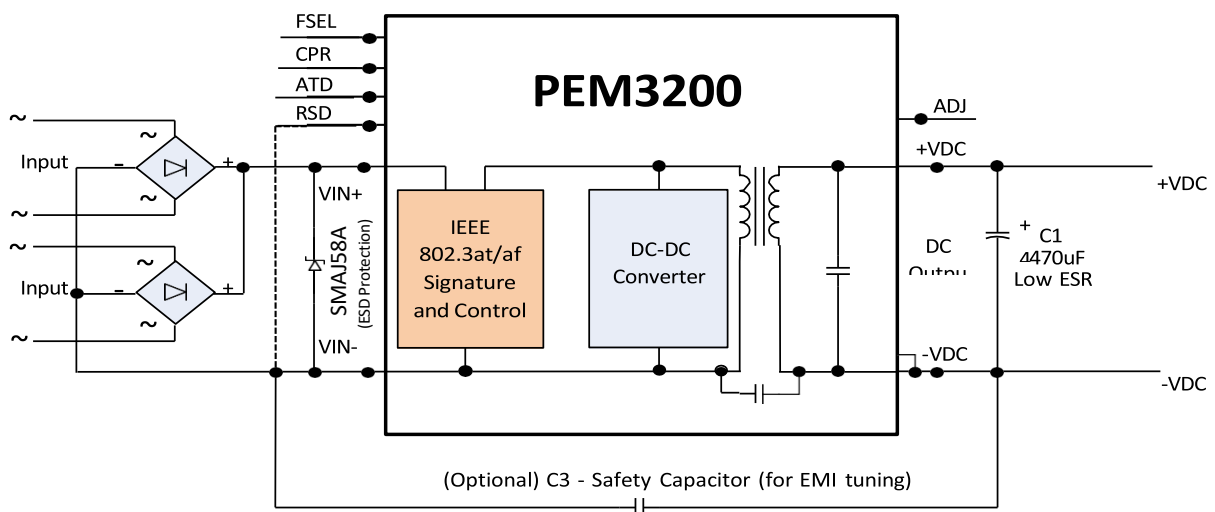 FSEL
CPR
ATD
RSD
PEM3200
ADJ
+VDC
~
~
Input
-
+
VIN+
+VDC
~
~
~
~
Input
-
+
~
~
SMAJ58A
(ESD Protection)
IEEE
802.3at/af
Signature
and Control
DC-DC
Converter
DC
+
C1
470uF
Low ESR
VIN-
-VDC
-VDC
(Optional) C3 - Safety Capacitor (for EMI tuning)